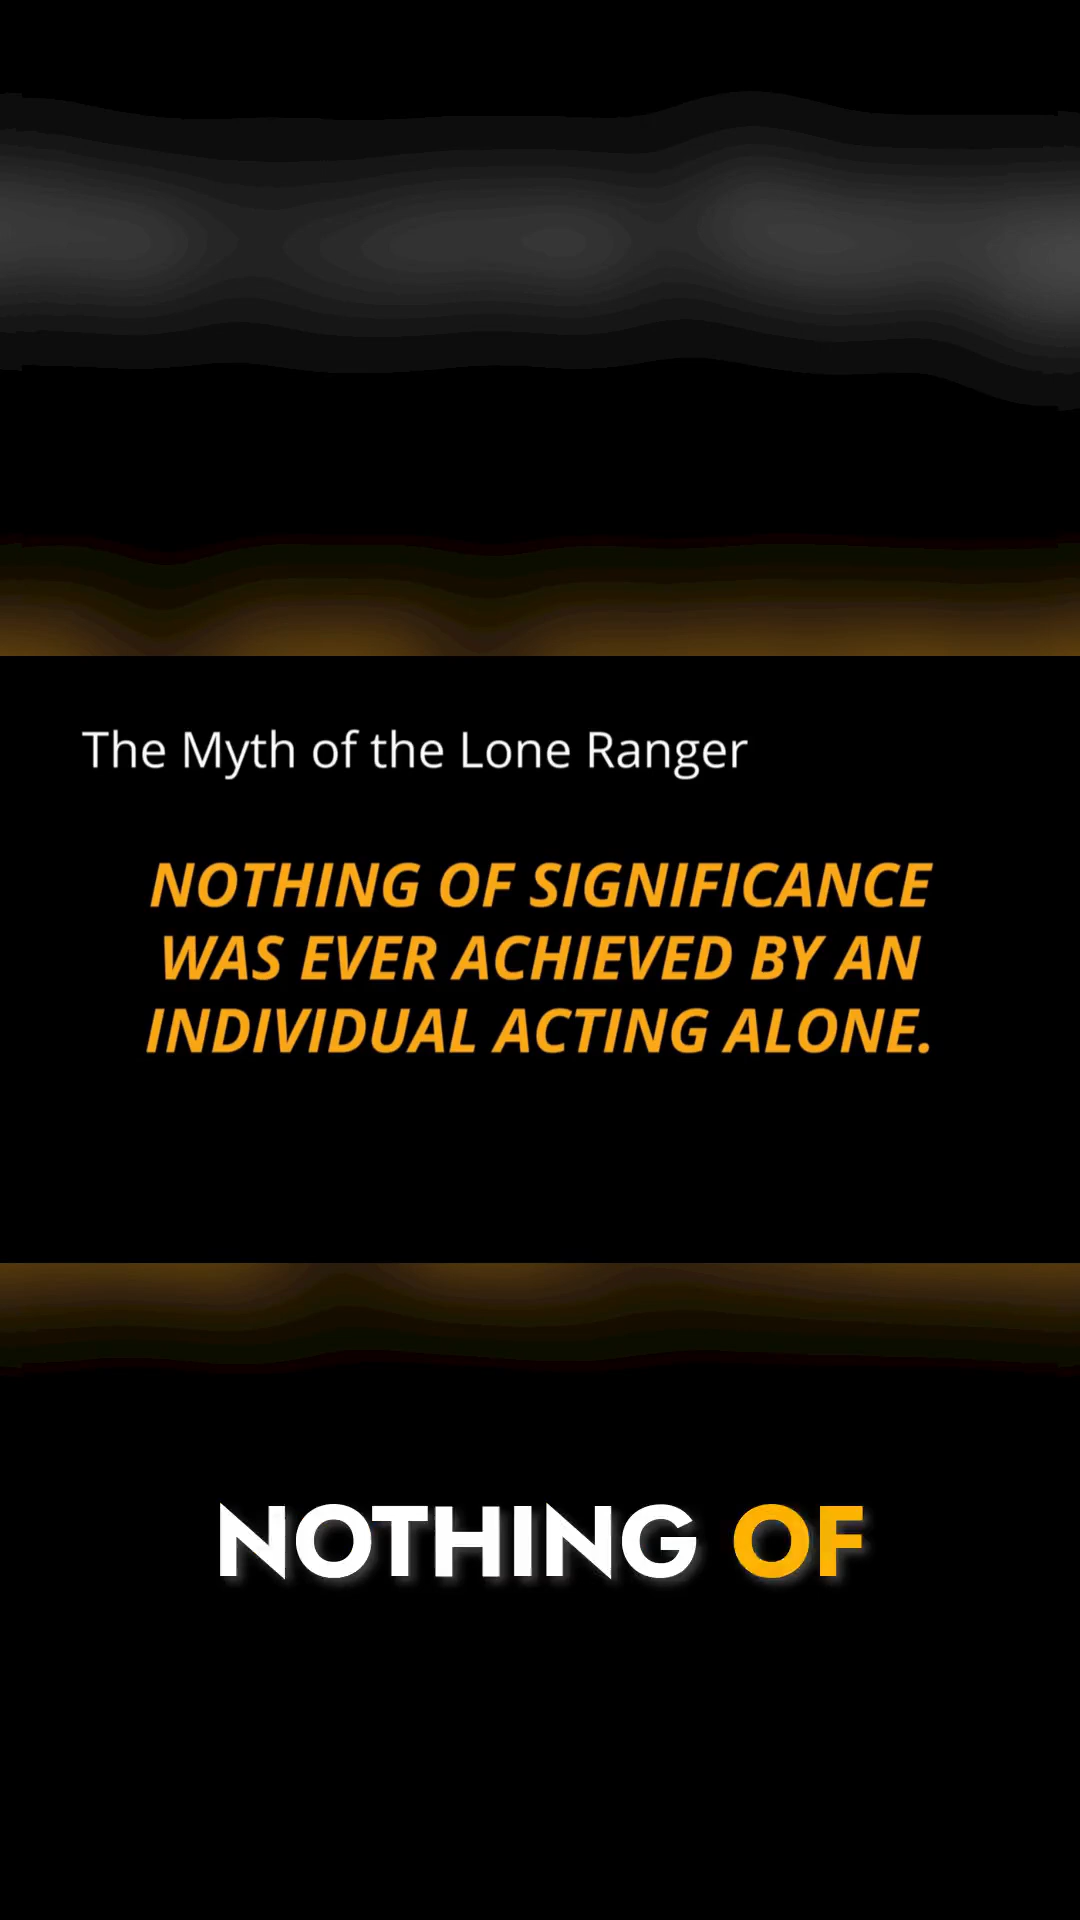 The Myth of the Lone Ranger
NOTHING OF SIGNIFICANCE
WAS EVER ACHIEVED BY AN
INDIVIDUAL ACTING ALONE.
NOTHING OF